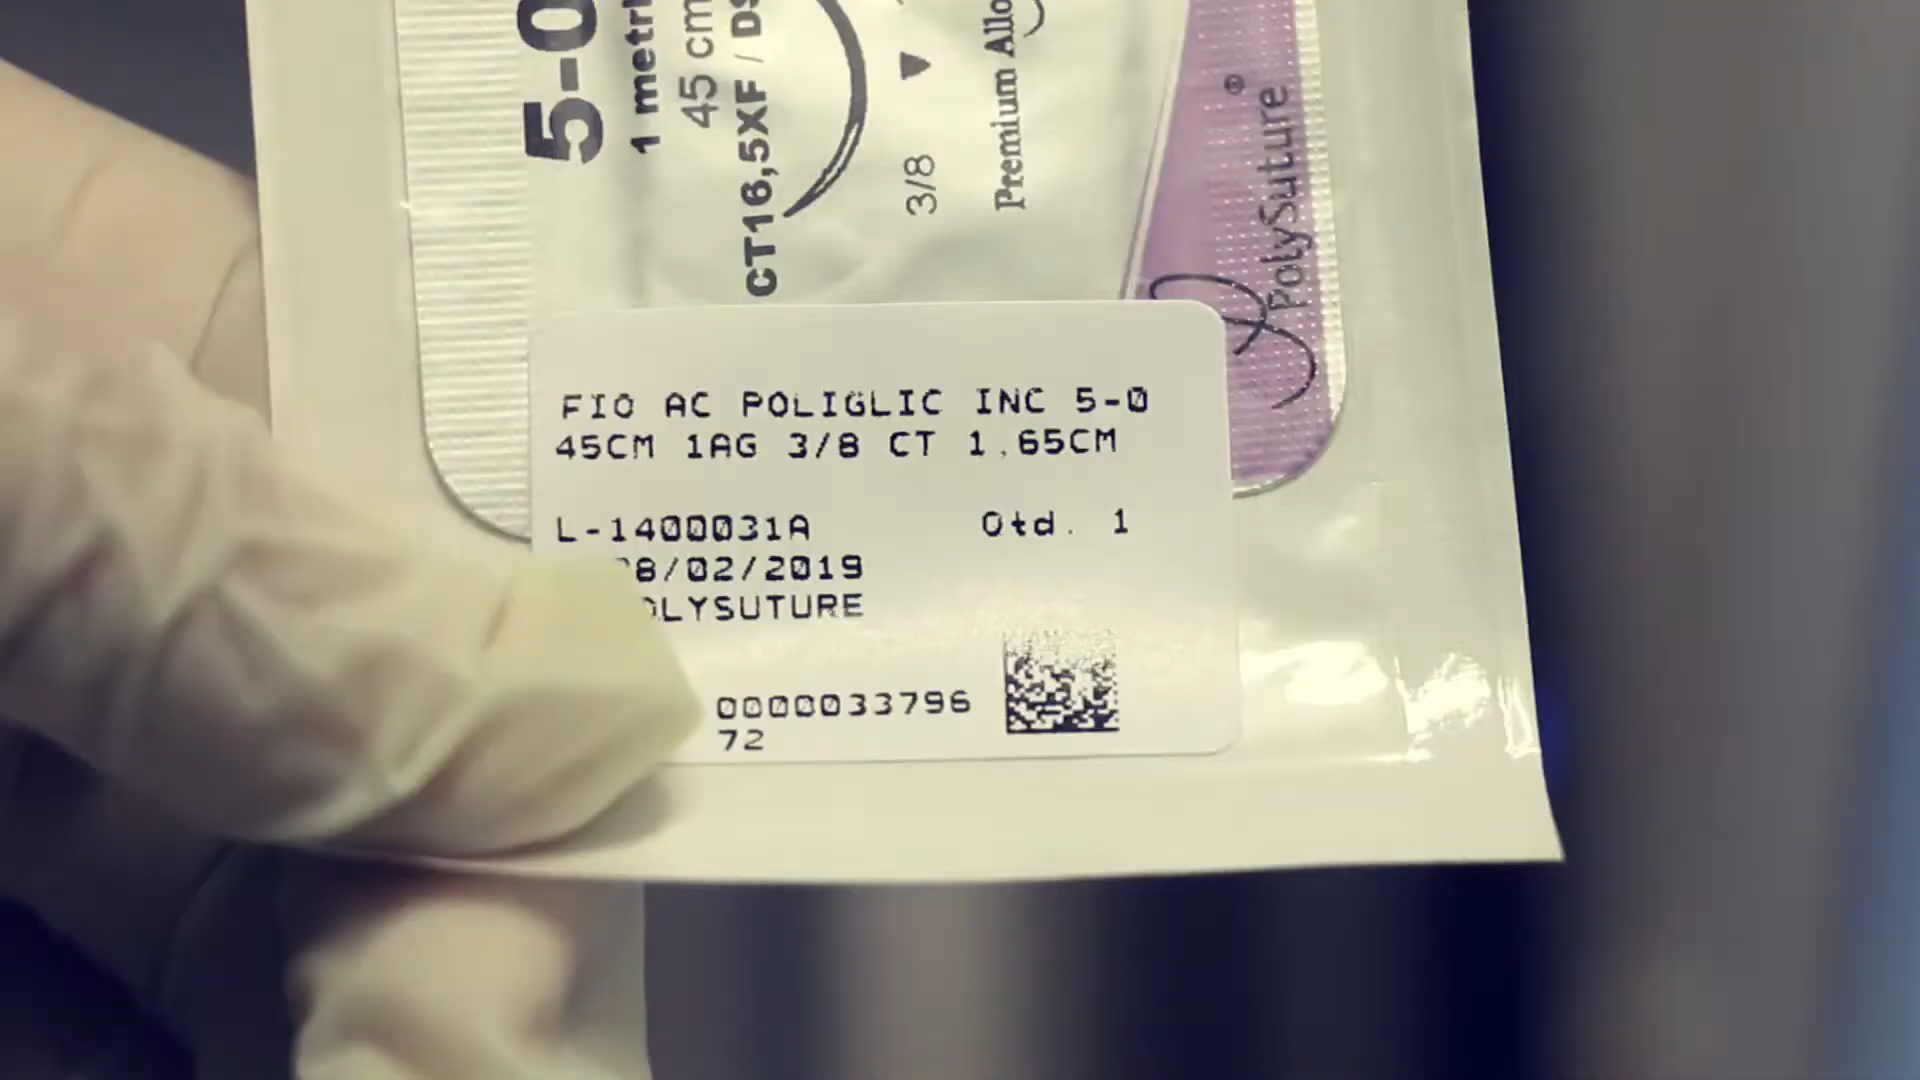 5-0
1 metri
45 cm
CT16,5XF / DS
3/8
Premium Allo
PolySuture®
FIO AC POLIGLIC INC 5-0
45CM 1AG 3/8 CT 1,65CM
L-1400031A Qtd. 1
8/02/2019
OLYSUTURE
0000033796
72